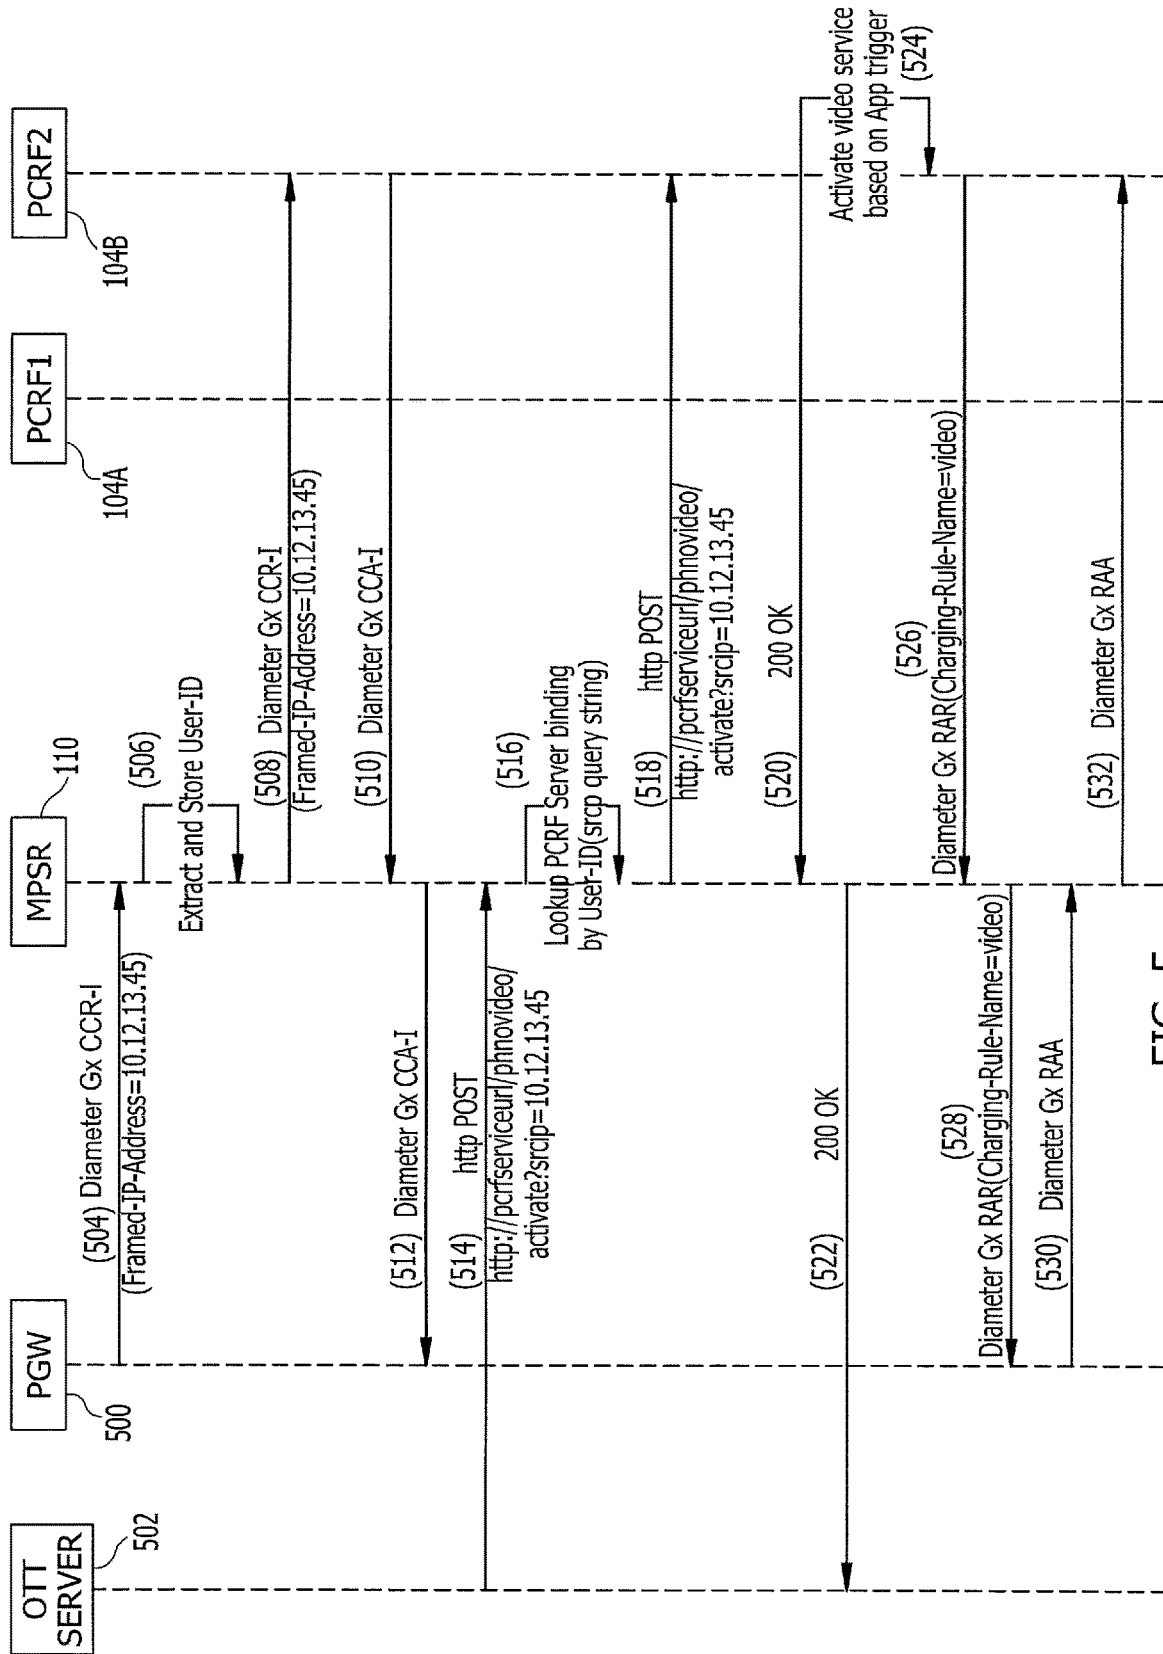 OTT
SERVER
502
PGW
500
MPSR
110
PCRF1
104A
PCRF2
104B
(504) Diameter Gx CCR-I
(Framed-IP-Address=10.12.13.45)
(506)
Extract and Store User-ID
(508) Diameter Gx CCR-I
(Framed-IP-Address=10.12.13.45)
(510) Diameter Gx CCA-I
(512) Diameter Gx CCA-I
(514) http POST
http://pcrfserviceurl/phnovideo/
activate?srcip=10.12.13.45
(516)
Lookup PCRF Server binding
by User-ID(srcp query string)
(518) http POST
http://pcrfserviceurl/phnovideo/
activate?srcip=10.12.13.45
(520) 200 OK
(522) 200 OK
Activate video service
based on App trigger
(524)
(526)
Diameter Gx RAR(Charging-Rule-Name=video)
(528)
Diameter Gx RAR(Charging-Rule-Name=video)
(530) Diameter Gx RAA
(532) Diameter Gx RAA